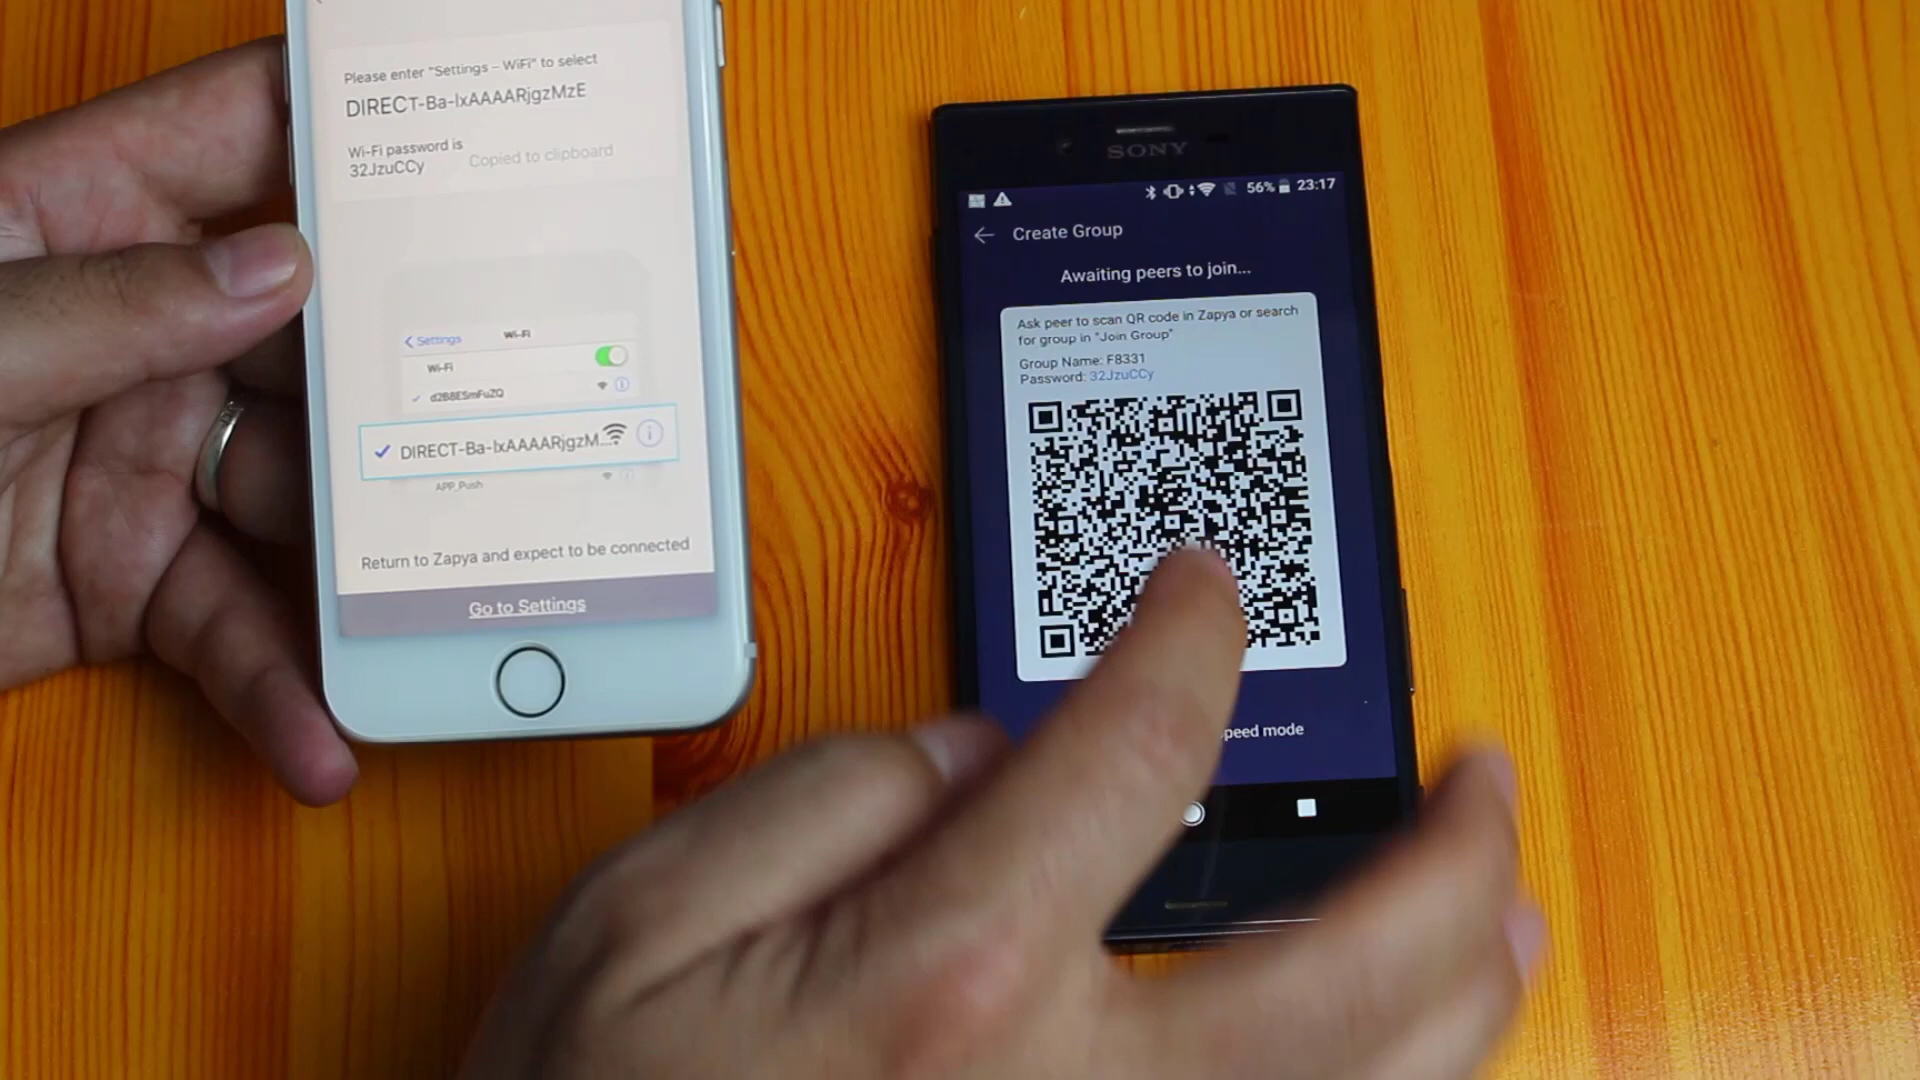 Please enter "Settings – WiFi" to select
DIRECT-Ba-IxAAAARjgzMzE
Wi-Fi password is
32JzuCCy
Copied to clipboard
Settings
Wi-Fi
Wi-Fi
d2B8ESmFuZQ
DIRECT-Ba-IxAAAARjgzM...
APP_Push
Return to Zapya and expect to be connected
Go to Settings
SONY
56% 23:17
Create Group
Awaiting peers to join...
Ask peer to scan QR code in Zapya or search
for group in "Join Group"
Group Name: F8331
Password: 32JzuCCy
speed mode